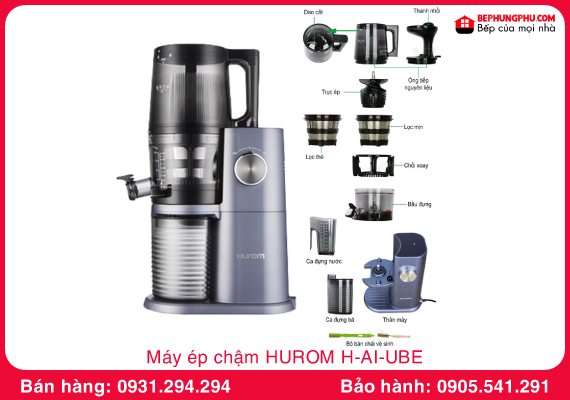 Dao cắt
Thanh nhồi
BEPHUNGPHU.COM
Bếp của mọi nhà
Ống tiếp
nguyên liệu
Trục ép
Lọc mịn
Lọc thô
Chổi xoay
Bầu đựng
Ca đựng nước
Ca đựng bã
Thân máy
Bộ bàn chải vệ sinh
Hurom
Máy ép chậm HUROM H-AI-UBE
Bán hàng: 0931.294.294
Bảo hành: 0905.541.291